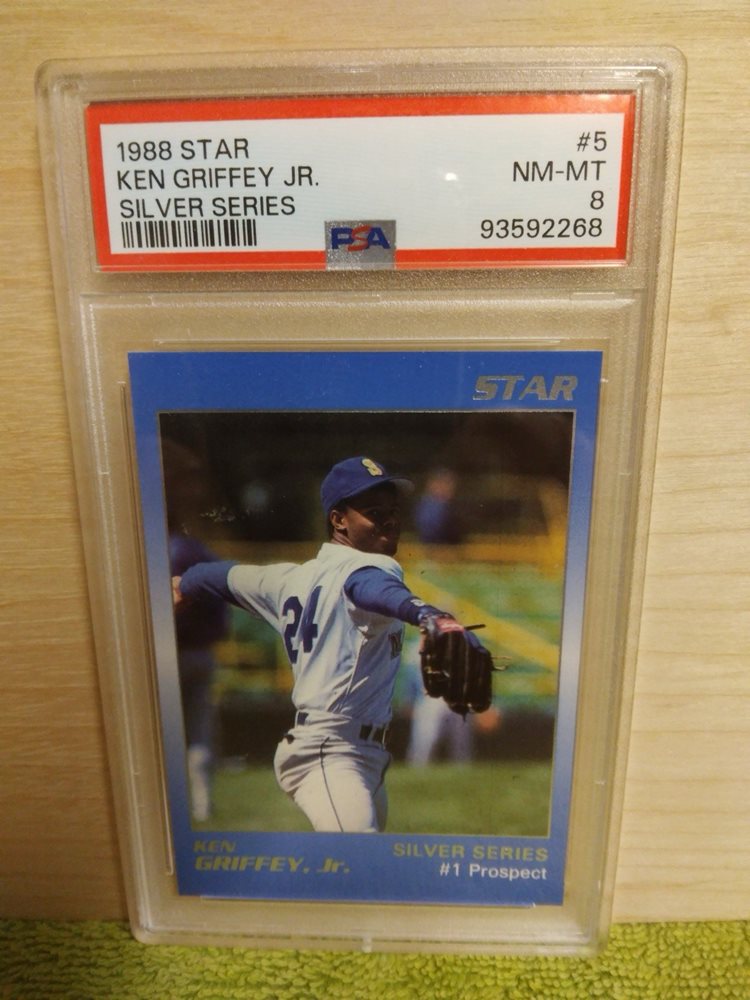 1988 STAR #5
KEN GRIFFEY JR. NM-MT
SILVER SERIES 8
93592268
PSA
STAR
S
24
KEN
GRIFFEY, Jr.
SILVER SERIES
#1 Prospect